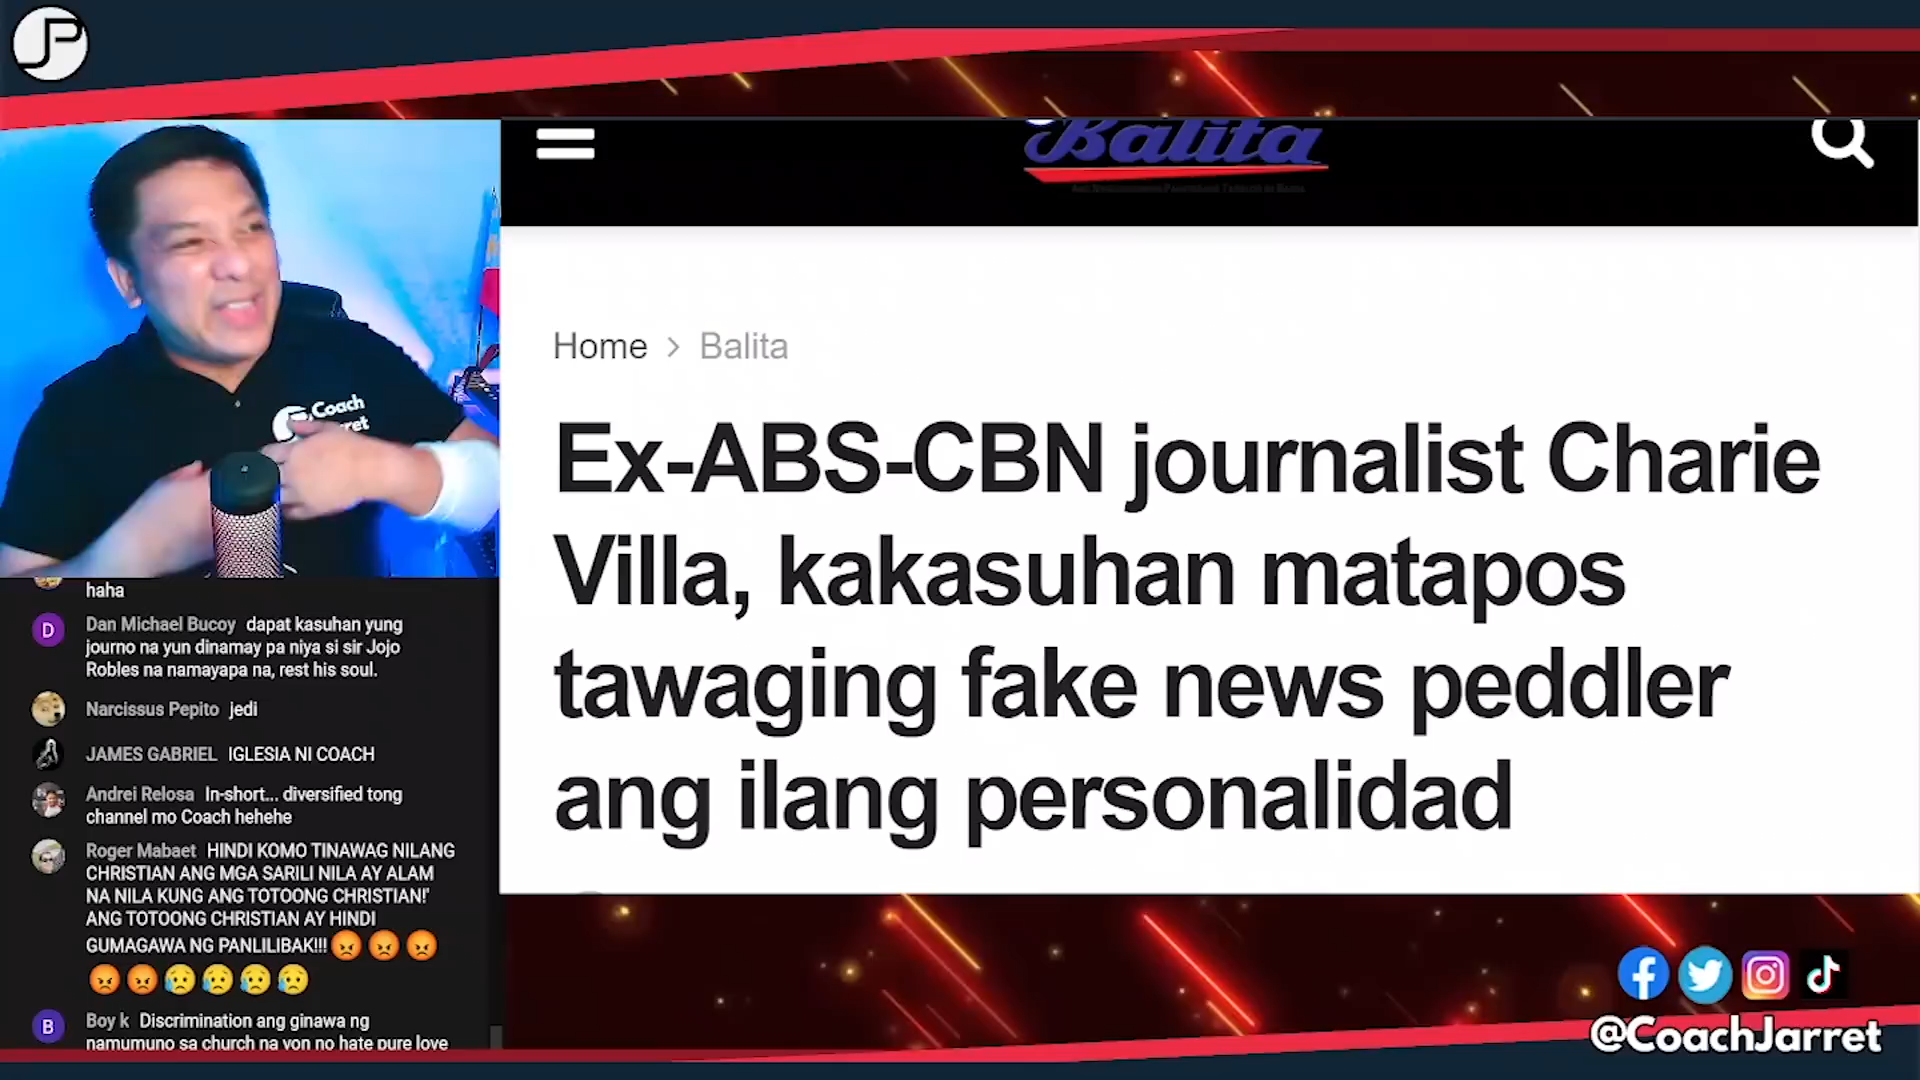 JP
Balita
Home > Balita
Ex-ABS-CBN journalist Charie
Villa, kakasuhan matapos
tawaging fake news peddler
ang ilang personalidad
Coach
haha
Dan Michael Bucoy dapat kasuhan yung
journo na yun dinamay pa niya si sir Jojo
Robles na namayapa na, rest his soul.
Narcissus Pepito jedi
JAMES GABRIEL IGLESIA NI COACH
Andrei Relosa In-short... diversified tong
channel mo Coach hehehe
Roger Mabaet HINDI KOMO TINAWAG NILANG
CHRISTIAN ANG MGA SARILI NILA AY ALAM
NA NILA KUNG ANG TOTOONG CHRISTIAN!'
ANG TOTOONG CHRISTIAN AY HINDI
GUMAGAWA NG PANLILIBAK!!! 😡 😡 😡
😡 😡 😥 😥 😥 😥
B
D
Boy k Discrimination ang ginawa ng
namumuno sa church na yon no hate pure love
@CoachJarret